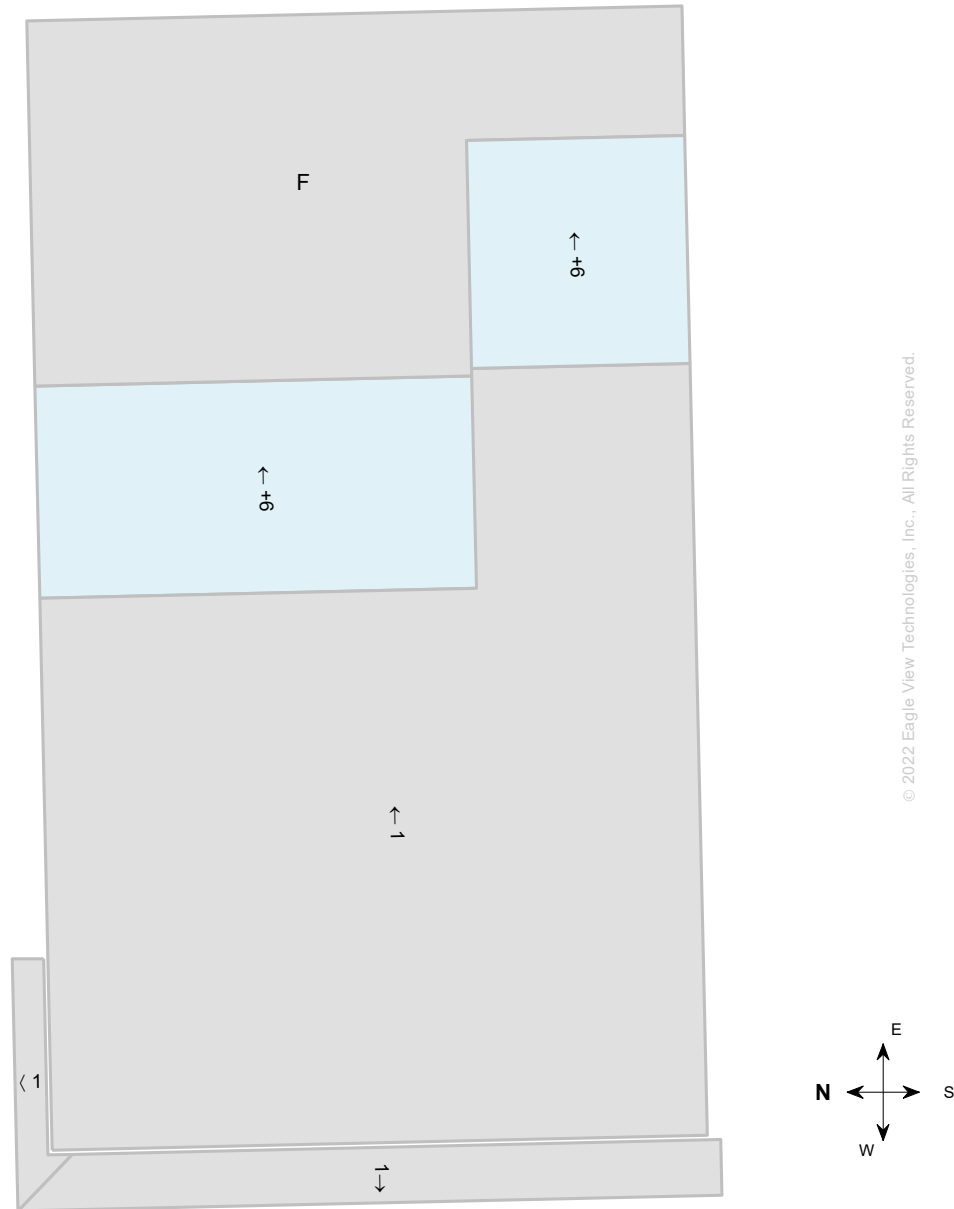 F
←+6
←+6
←1
< 1
1→
E
N
S
W
© 2022 Eagle View Technologies, Inc., All Rights Reserved.